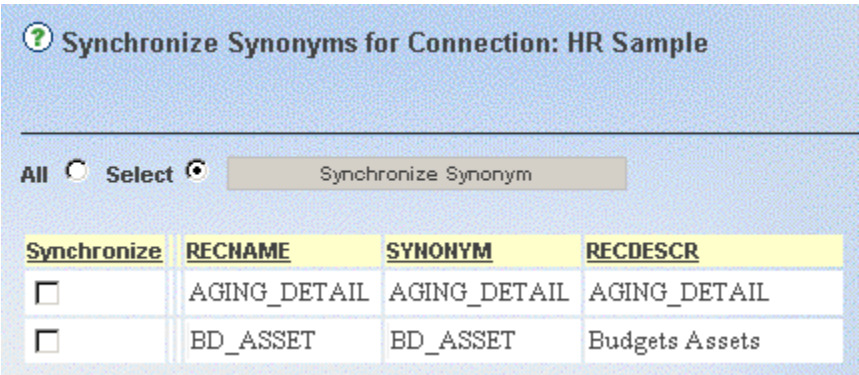 ? Synchronize Synonyms for Connection: HR Sample
All Select Synchronize Synonym
Synchronize RECNAME SYNONYM RECDESCR
AGING_DETAIL AGING_DETAIL AGING_DETAIL
BD_ASSET BD_ASSET Budgets Assets